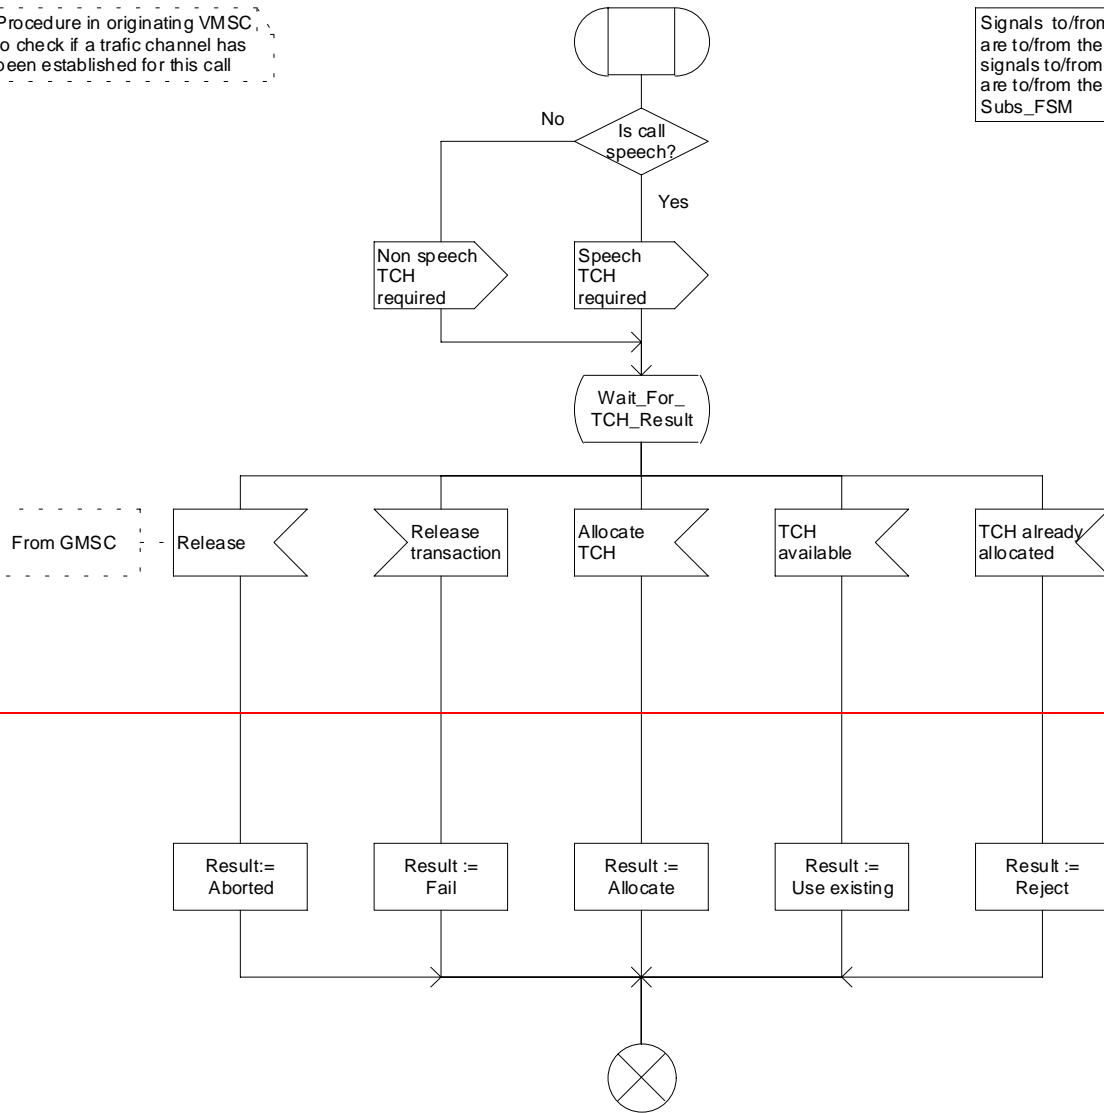 Procedure in originating VMSC
to check if a trafic channel has
been established for this call
Signals to/from
are to/from the
signals to/from
are to/from the
Subs_FSM
No
Is call
speech?
Yes
Non speech
TCH
required
Speech
TCH
required
Wait_For_
TCH_Result
From GMSC
Release
Release
transaction
Allocate
TCH
TCH
available
TCH already
allocated
Result:=
Aborted
Result :=
Fail
Result :=
Allocate
Result :=
Use existing
Result :=
Reject